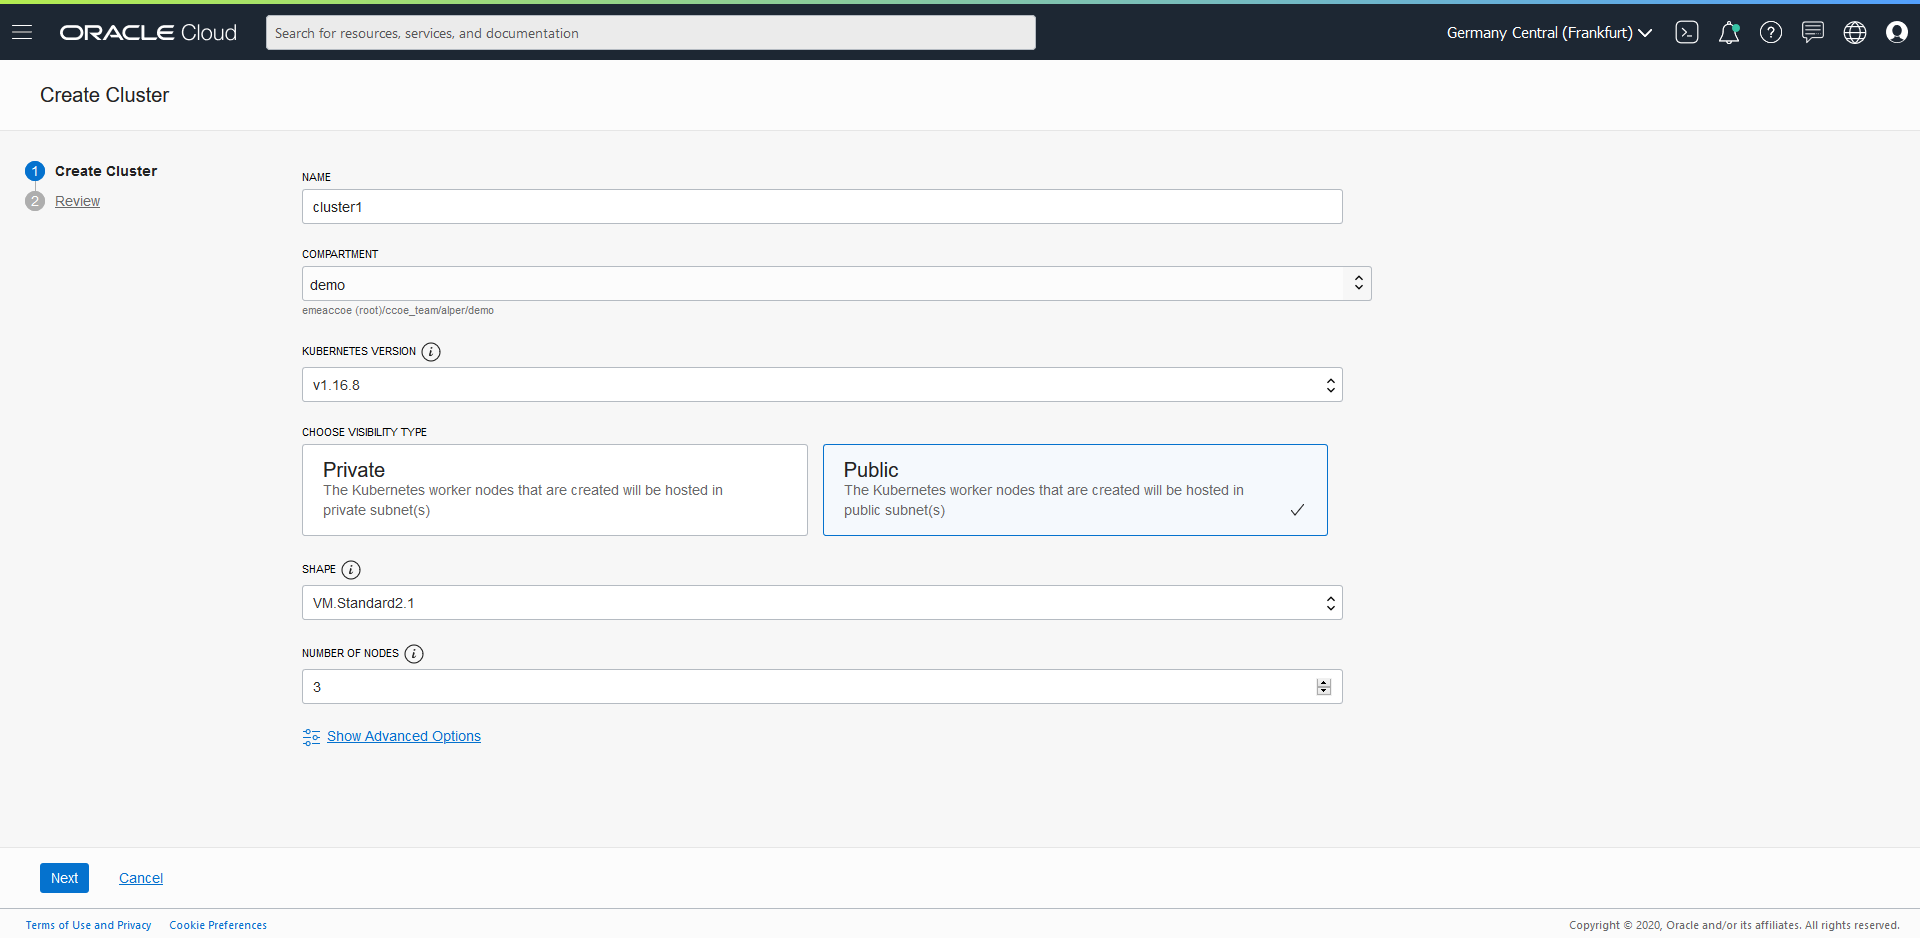 ORACLE Cloud
Search for resources, services, and documentation
Germany Central (Frankfurt)
Create Cluster
1 Create Cluster
2 Review
NAME
cluster1
COMPARTMENT
demo
emeaccoe (root)/ccoe_team/alper/demo
KUBERNETES VERSION i
v1.16.8
CHOOSE VISIBILITY TYPE
Private
The Kubernetes worker nodes that are created will be hosted in
private subnet(s)
Public
The Kubernetes worker nodes that are created will be hosted in
public subnet(s)
SHAPE i
VM.Standard2.1
NUMBER OF NODES i
3
Show Advanced Options
Next Cancel
Terms of Use and Privacy Cookie Preferences
Copyright © 2020, Oracle and/or its affiliates. All rights reserved.